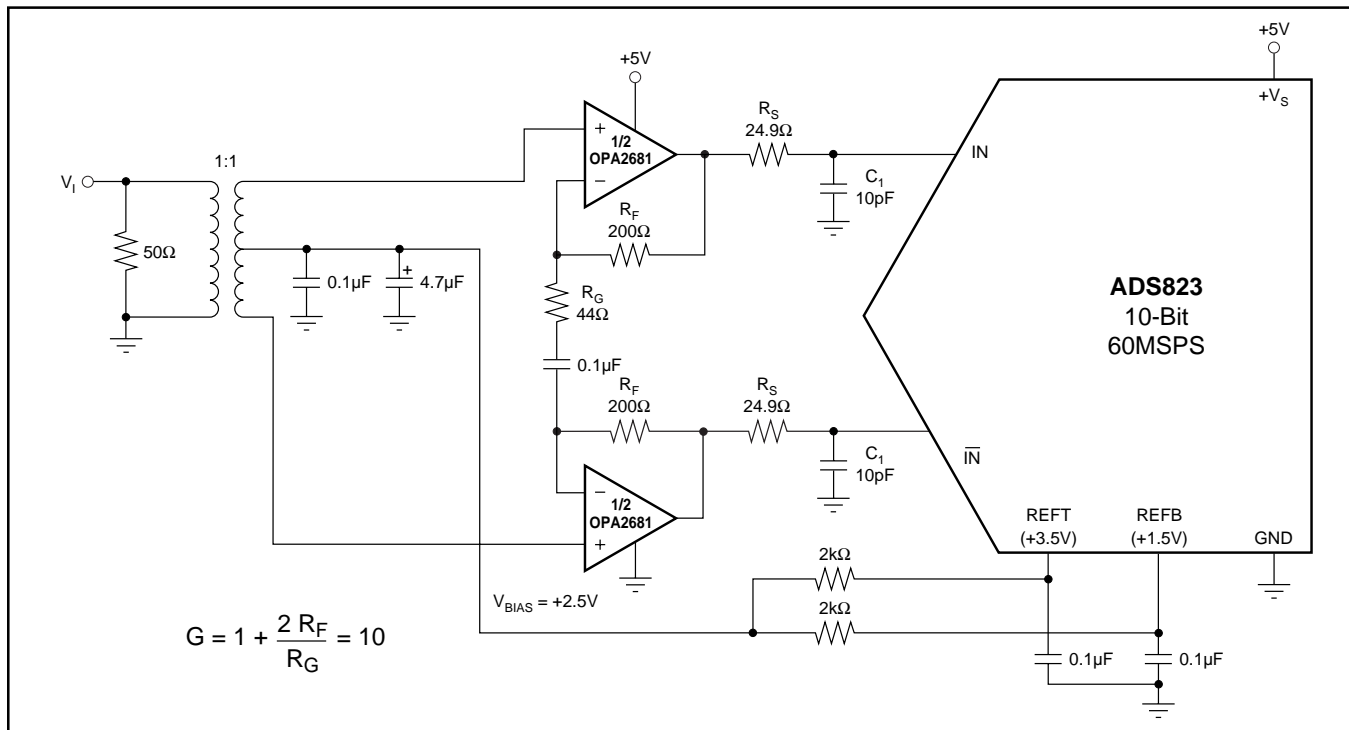 +5V
+V_S
+5V
+
1/2
OPA2681
−
R_S
24.9Ω
IN
C_1
10pF
1:1
V_I
50Ω
0.1µF
+
4.7µF
R_F
200Ω
R_G
44Ω
0.1µF
ADS823
10-Bit
60MSPS
R_F
200Ω
R_S
24.9Ω
I̅N̅
C_1
10pF
−
1/2
OPA2681
+
REFT
(+3.5V)
REFB
(+1.5V)
GND
2kΩ
V_BIAS = +2.5V
2kΩ
G = 1 + 2 R_F / R_G = 10
0.1µF
0.1µF